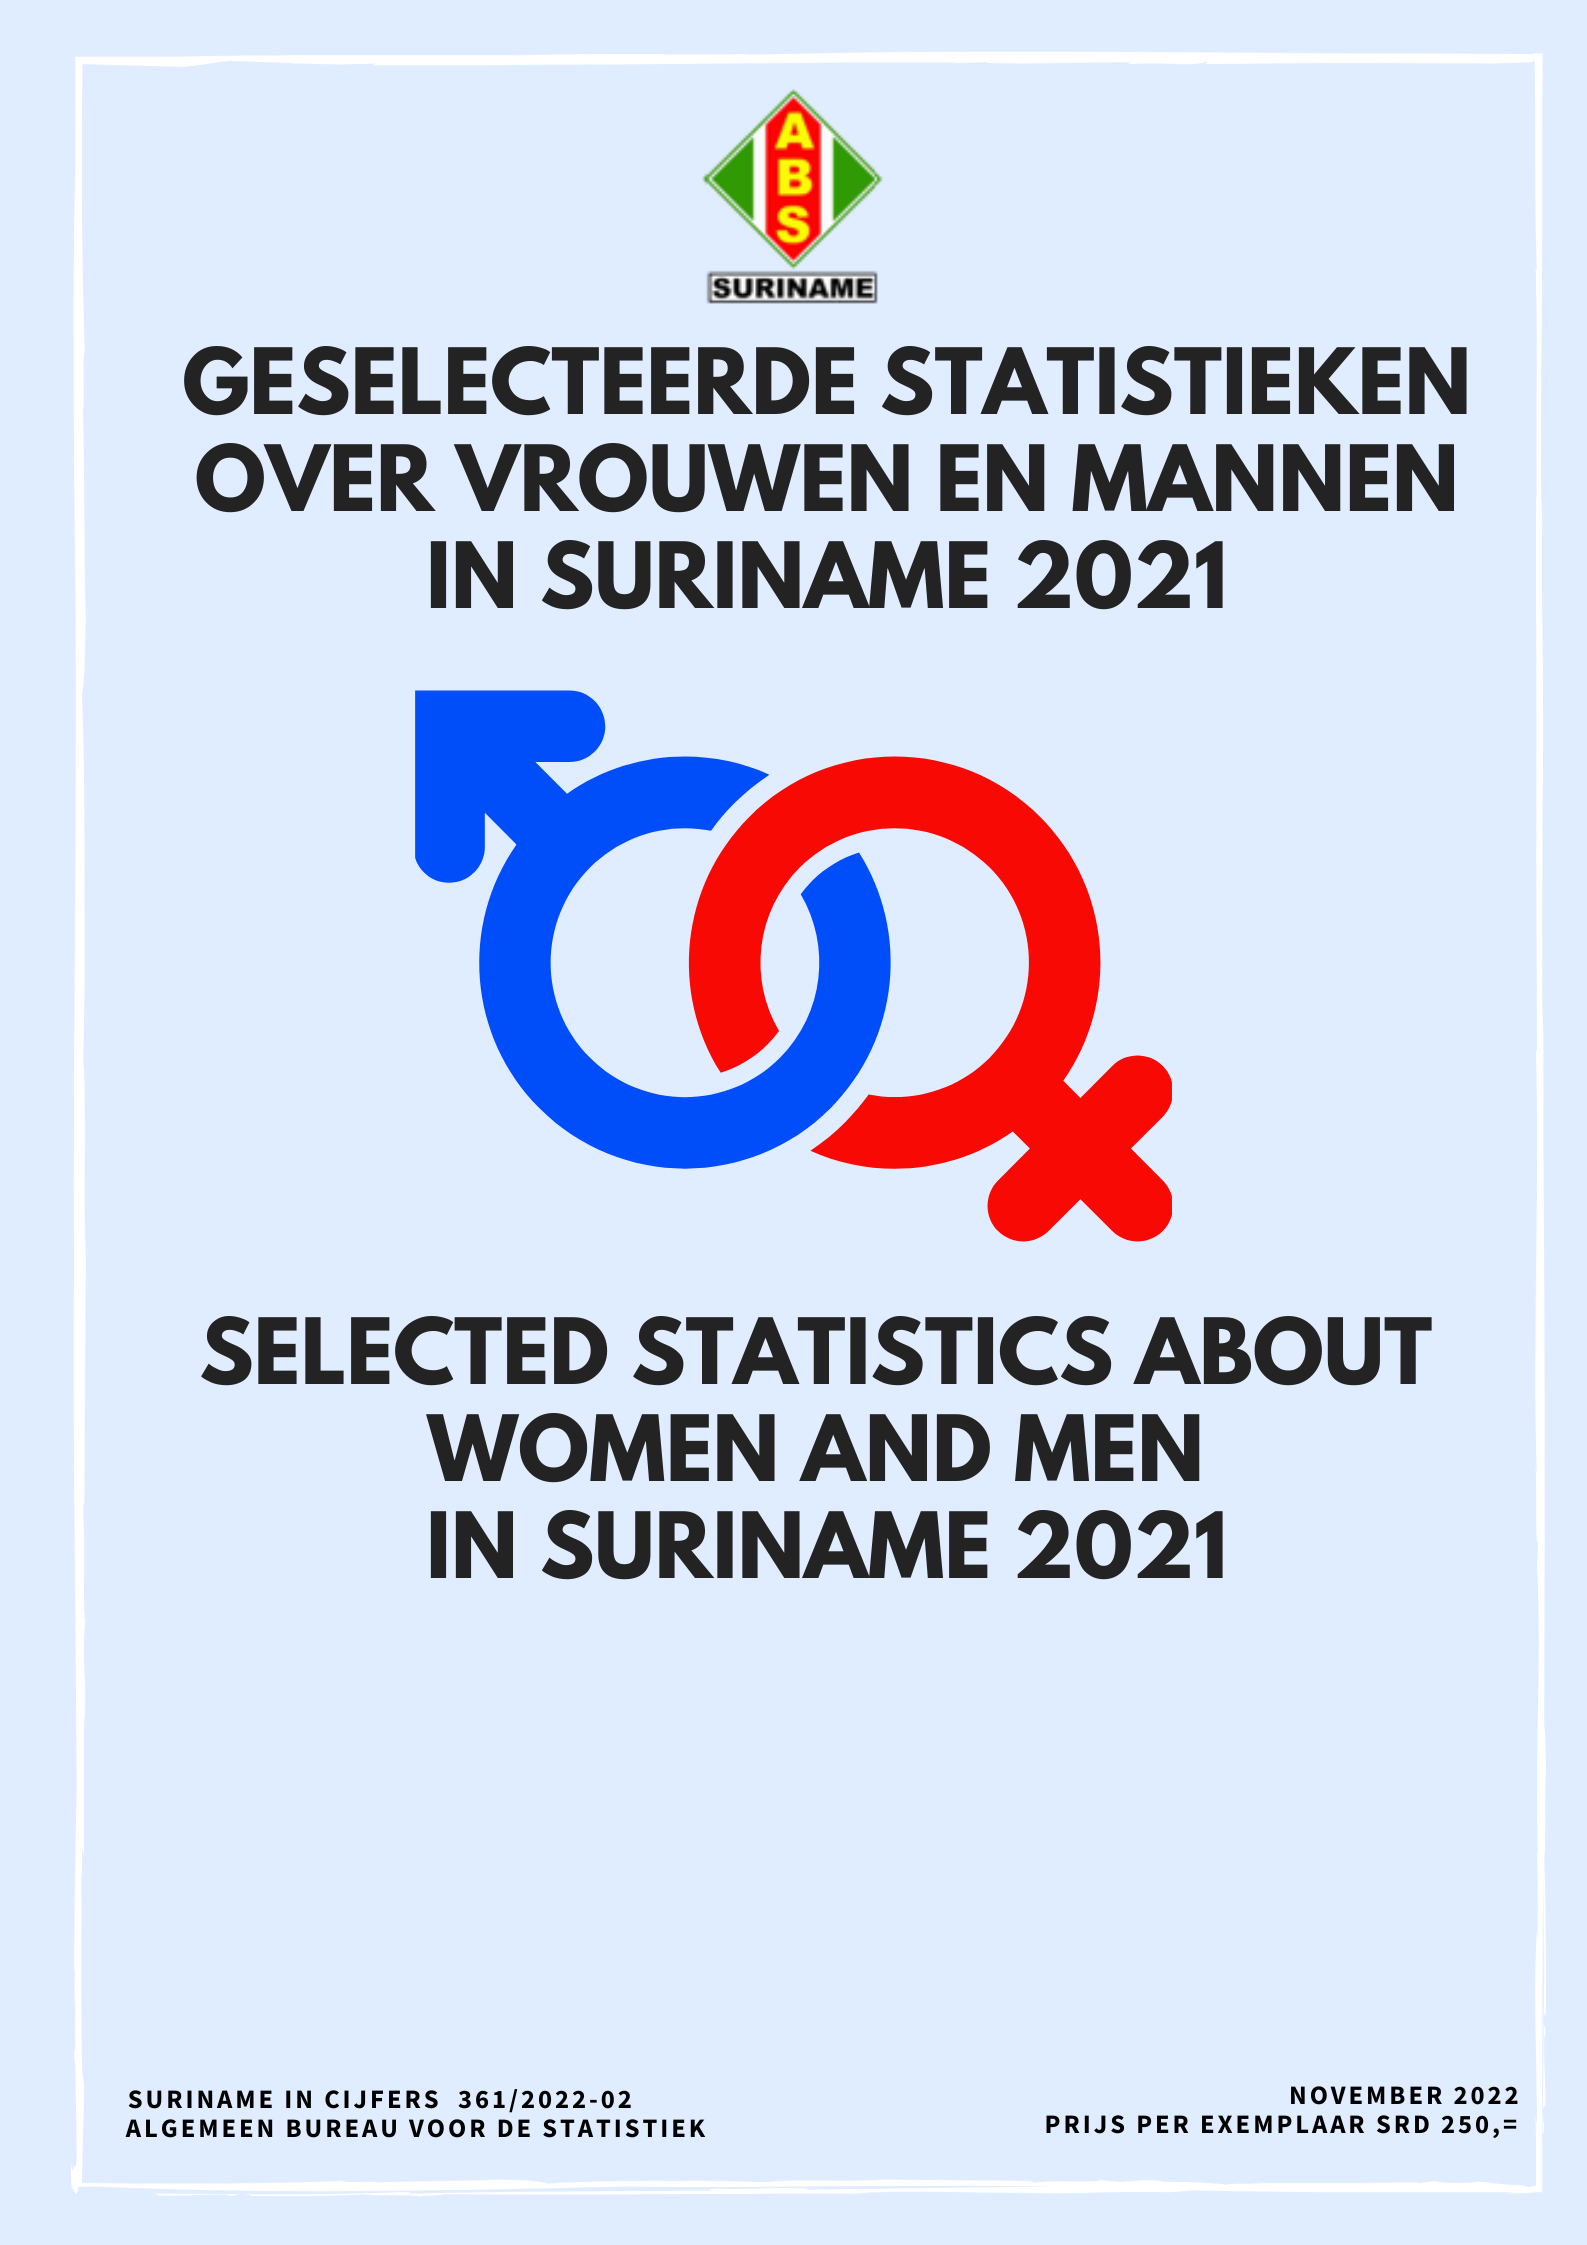 A
B
S
SURINAME
GESELECTEERDE STATISTIEKEN
OVER VROUWEN EN MANNEN
IN SURINAME 2021
SELECTED STATISTICS ABOUT
WOMEN AND MEN
IN SURINAME 2021
SURINAME IN CIJFERS 361/2022-02
ALGEMEEN BUREAU VOOR DE STATISTIEK
NOVEMBER 2022
PRIJS PER EXEMPLAAR SRD 250,=